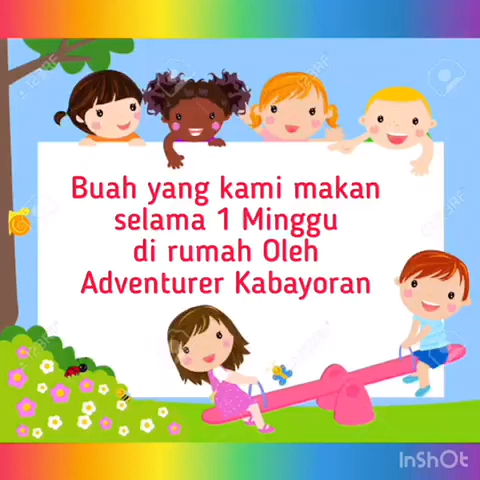 Buah yang kami makan
selama 1 Minggu
di rumah Oleh
Adventurer Kabayoran
InShOt